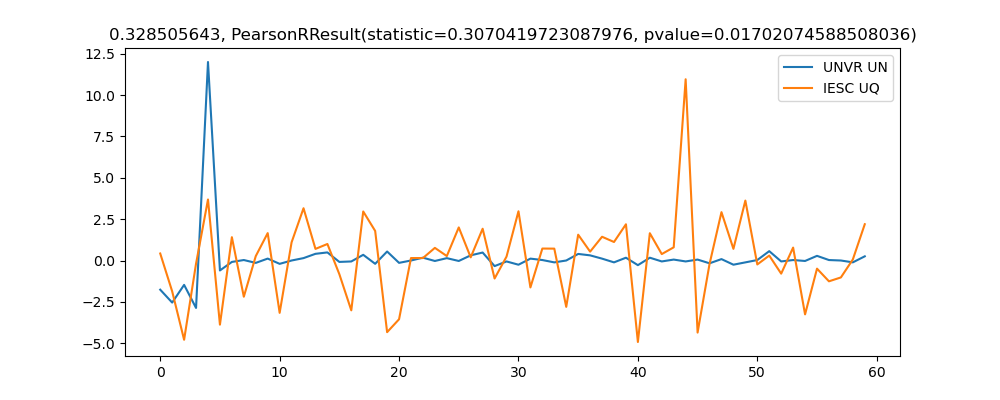 0.328505643, PearsonRResult(statistic=0.3070419723087976, pvalue=0.01702074588508036)
12.5
10.0
7.5
5.0
2.5
0.0
−2.5
−5.0
UNVR UN
IESC UQ
0 10 20 30 40 50 60